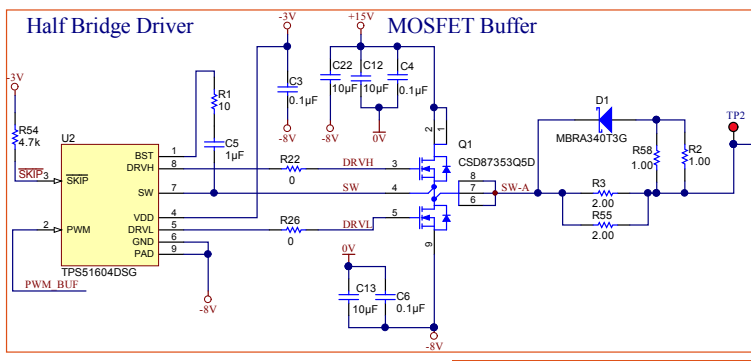 Half Bridge Driver
MOSFET Buffer
-3V
+15V
-3V
R54
4.7k
SKIP
3
U2
SKIP
PWM
BST
DRVH
SW
VDD
DRVL
GND
PAD
TPS51604DSG
2
PWM_BUF
1
8
7
4
5
6
9
-8V
R1
10
C5
1µF
C3
0.1µF
-8V
C22
10µF
-8V
C12
10µF
C4
0.1µF
0V
R22
0
DRVH
3
SW
4
R26
0
DRVL
5
2
1
Q1
CSD87353Q5D
8
7
6
9
SW-A
0V
C13
10µF
C6
0.1µF
-8V
D1
MBRA340T3G
R58
1.00
R2
1.00
R3
2.00
R55
2.00
TP2